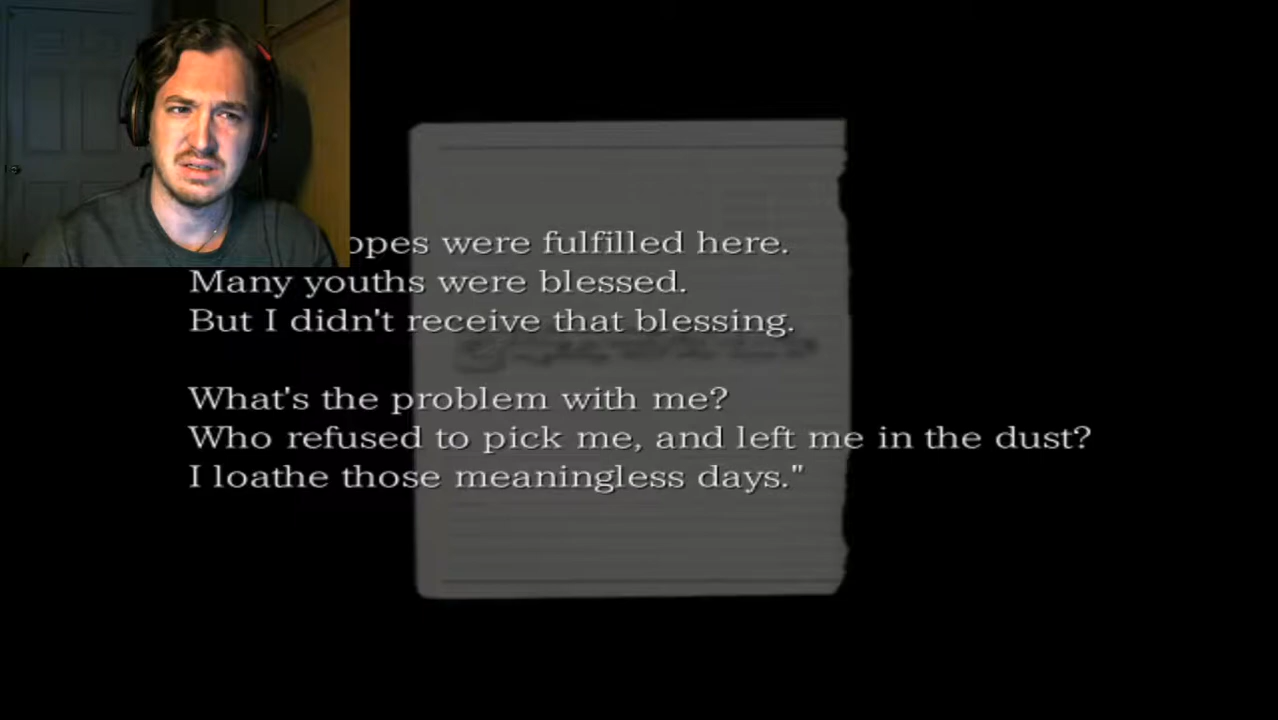 opes were fulfilled here.
Many youths were blessed.
But I didn't receive that blessing.
What's the problem with me?
Who refused to pick me, and left me in the dust?
I loathe those meaningless days."